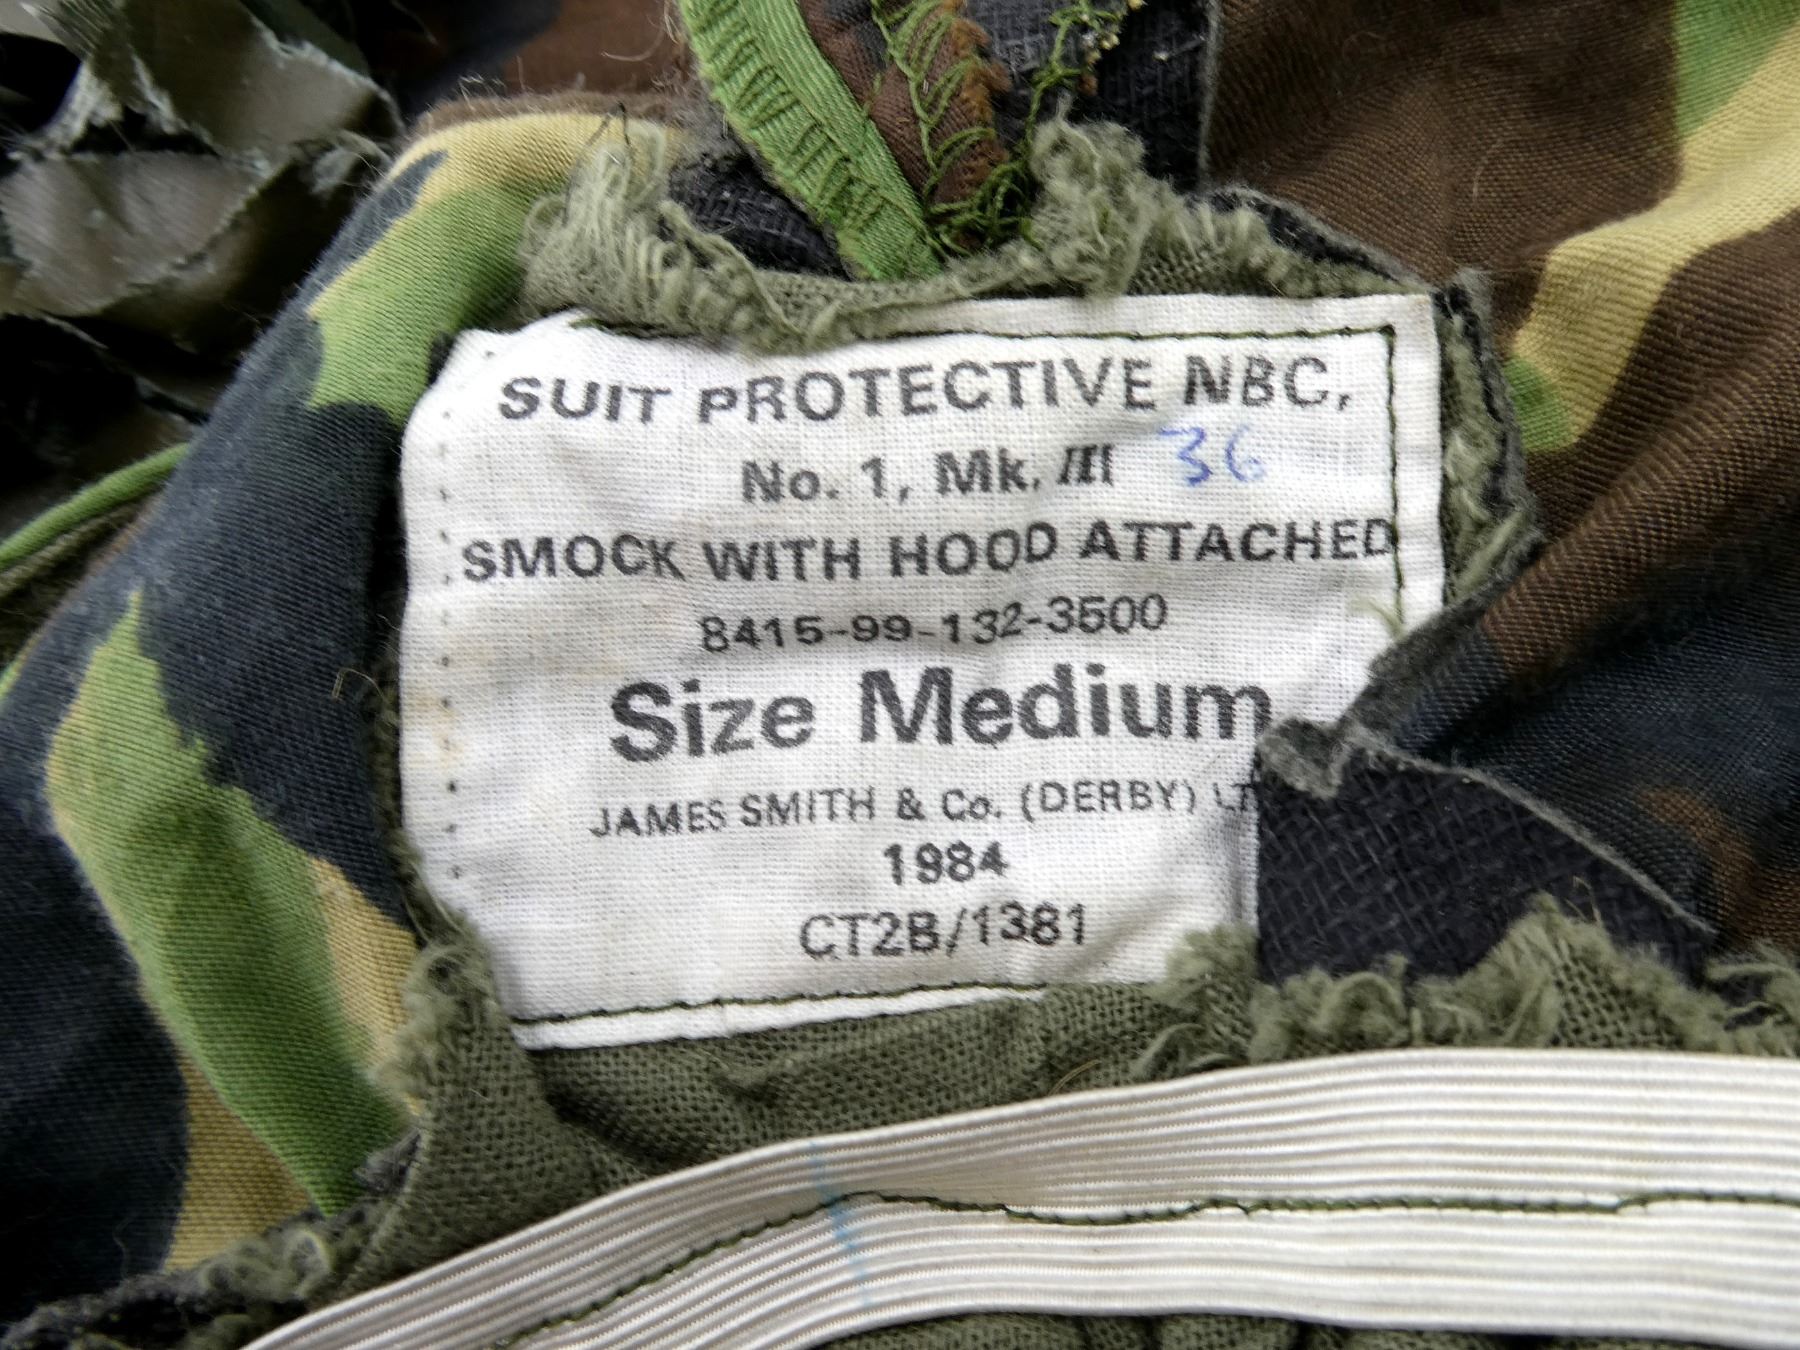 SUIT PROTECTIVE NBC,
No. 1, Mk. III 36
SMOCK WITH HOOD ATTACHED
8415-99-132-3500
Size Medium
JAMES SMITH & Co. (DERBY) LT
1984
CT2B/1381